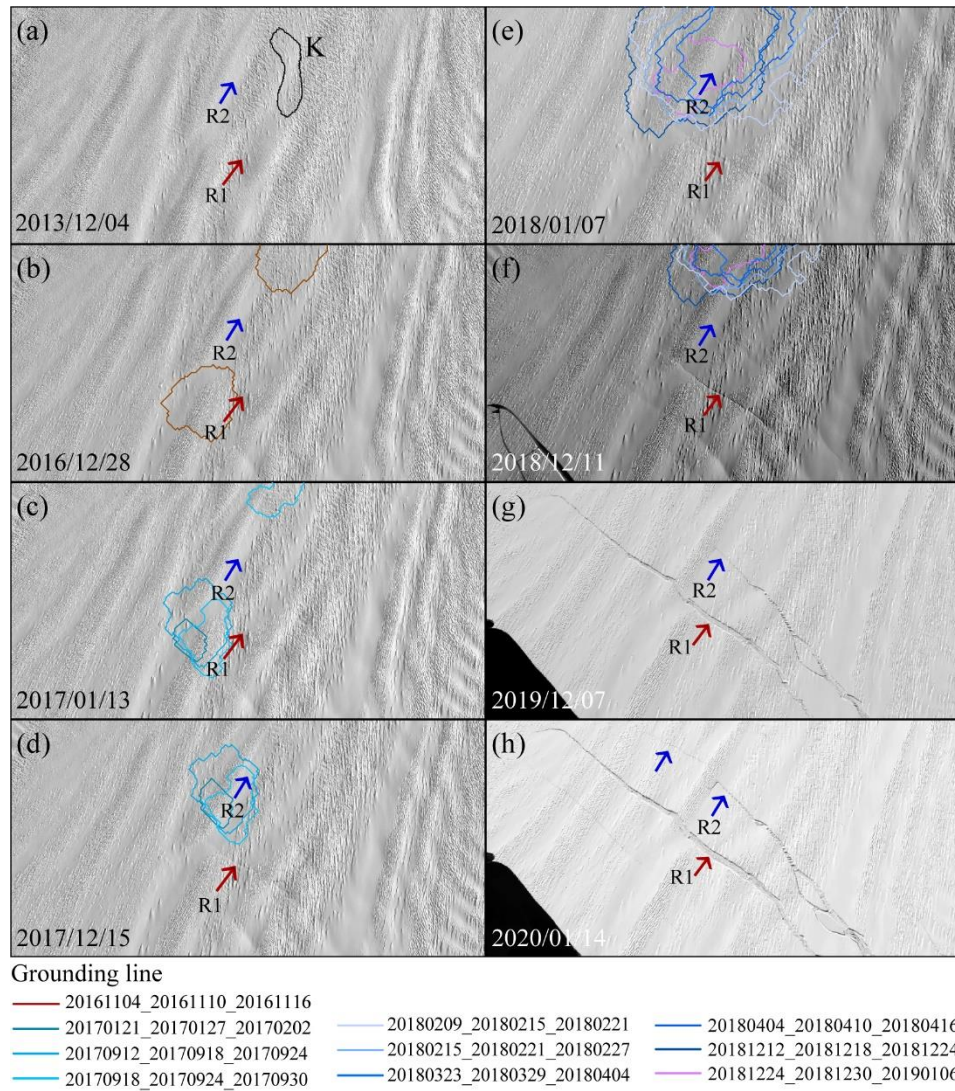 (a)
K
R2
R1
2013/12/04
(b)
R2
R1
2016/12/28
(c)
R2
R1
2017/01/13
(d)
R2
R1
2017/12/15
(e)
R2
R1
2018/01/07
(f)
R2
R1
2018/12/11
(g)
R2
R1
2019/12/07
(h)
R2
R1
2020/01/14
Grounding line
20161104_20161110_20161116
20170121_20170127_20170202
20170912_20170918_20170924
20170918_20170924_20170930
20180209_20180215_20180221
20180215_20180221_20180227
20180323_20180329_20180404
20180404_20180410_20180416
20181212_20181218_20181224
20181224_20181230_20190106